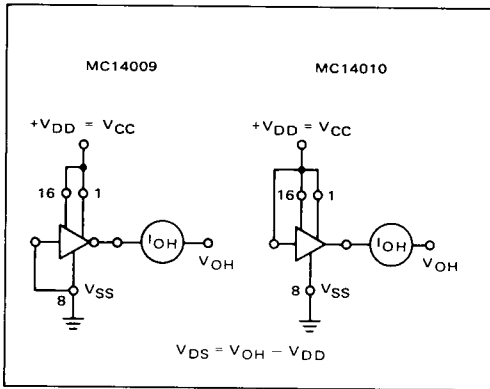 MC14009
MC14010
+VDD = VCC
+VDD = VCC
16 1
16 1
IOH
IOH
VOH
VOH
8 VSS
8 VSS
VDS = VOH – VDD